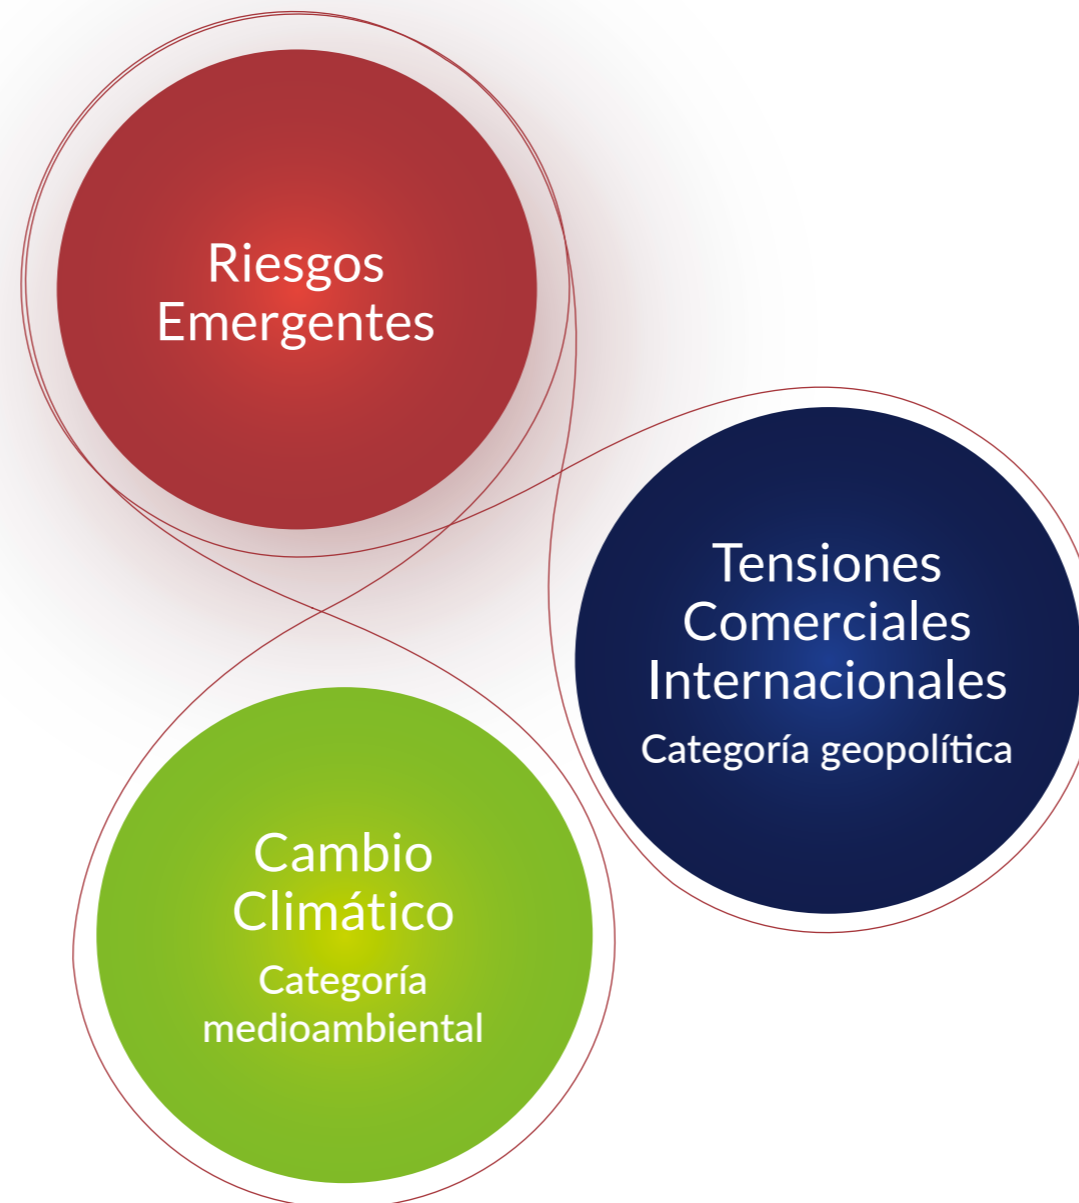 Riesgos
Emergentes
Tensiones
Comerciales
Internacionales
Categoría geopolítica
Cambio
Climático
Categoría
medioambiental